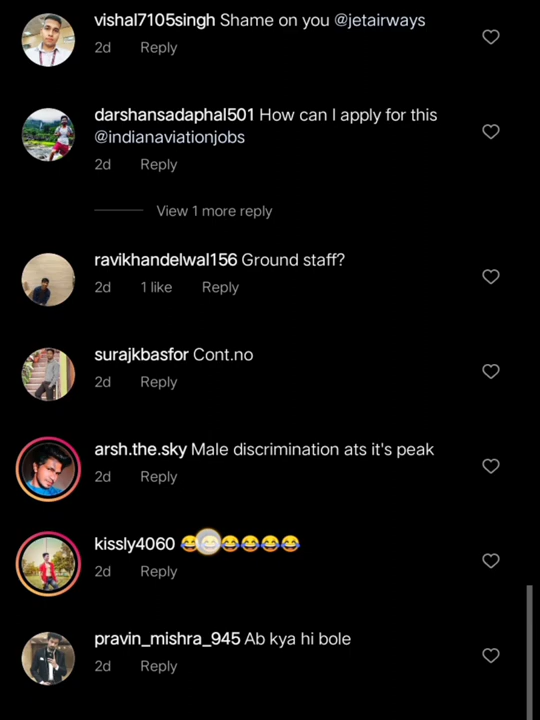 vishal7105singh Shame on you @jetairways
2d Reply
darshansadaphal501 How can I apply for this
@indianaviationjobs
2d Reply
View 1 more reply
ravikhandelwal156 Ground staff?
2d 1 like Reply
surajkbasfor Cont.no
2d Reply
arsh.the.sky Male discrimination ats it's peak
2d Reply
kissly4060 😂😂😂😂😂😂
2d Reply
pravin_mishra_945 Ab kya hi bole
2d Reply